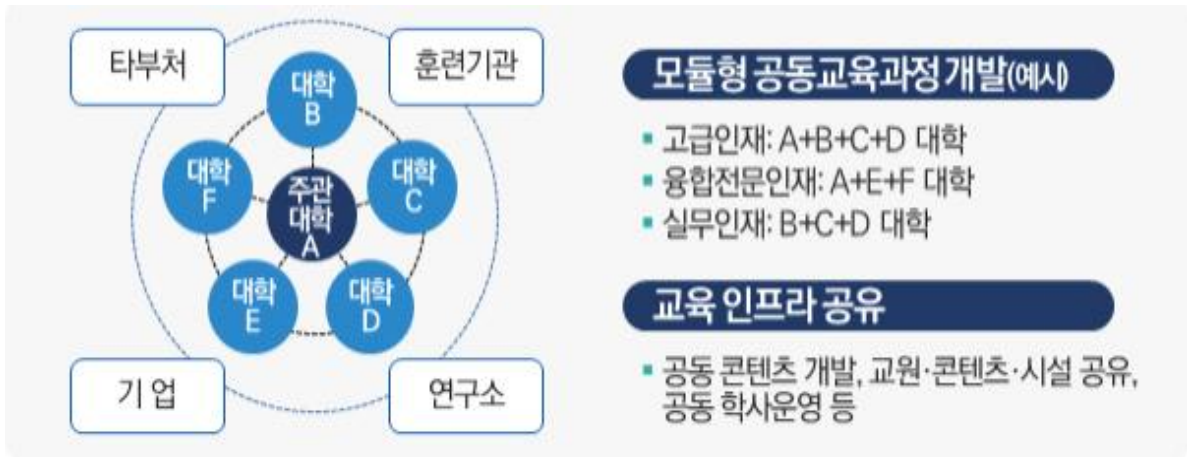 타부처
훈련기관
대학
B
대학
F
주관
대학
A
대학
C
대학
E
대학
D
기 업
연구소
모듈형 공동교육과정 개발(예시)
▪ 고급인재: A+B+C+D 대학
▪ 융합전문인재: A+E+F 대학
▪ 실무인재: B+C+D 대학
교육 인프라 공유
▪ 공동 콘텐츠 개발, 교원·콘텐츠·시설 공유,
공동 학사운영 등